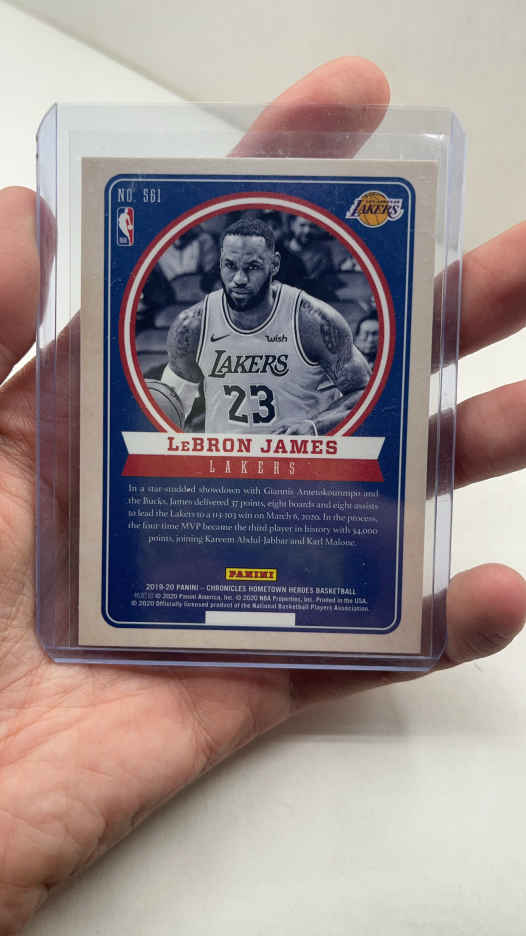 NO. 561
NBA
LOS ANGELES
LAKERS
wish
LAKERS
23
LEBRON JAMES
LAKERS
In a star-studded showdown with Giannis Antetokounmpo and
the Bucks, James delivered 37 points, eight boards and eight assists
to lead the Lakers to a 113-103 win on March 6, 2020. In the process,
the four-time MVP became the third player in history with 34,000
points, joining Kareem Abdul-Jabbar and Karl Malone.
PANINI
2019-20 PANINI – CHRONICLES HOMETOWN HEROES BASKETBALL
© 2020 Panini America, Inc. © 2020 NBA Properties, Inc. Printed in the USA.
© 2020 Officially licensed product of the National Basketball Players Association.